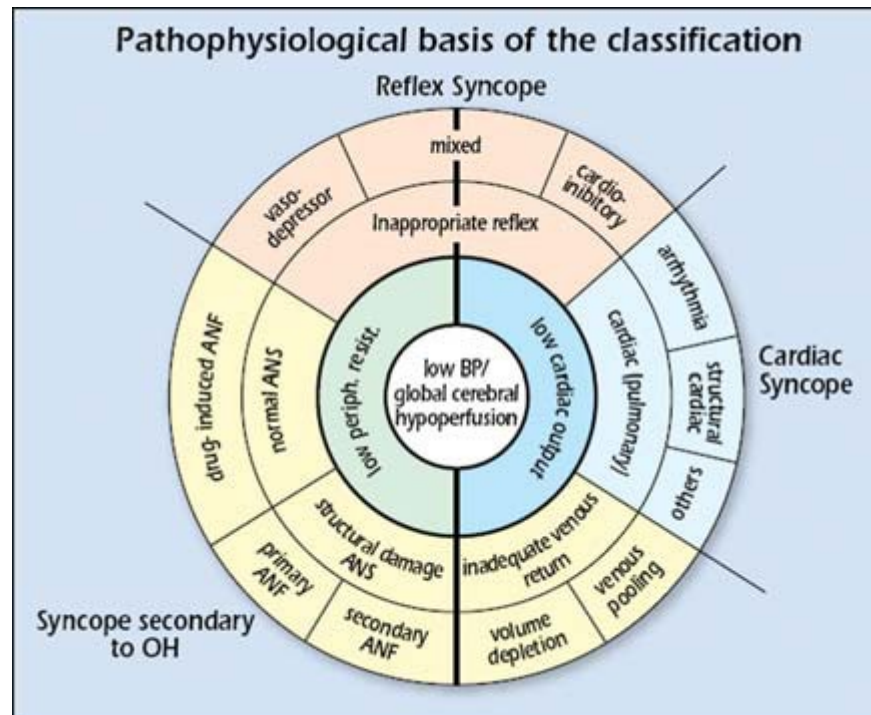 Pathophysiological basis of the classification
Reflex Syncope
mixed
vaso-
depressor
cardio-
inibitory
Inappropriate reflex
arrhythmia
structural
cardiac
others
Cardiac
Syncope
cardiac (pulmonary)
drug- induced ANF
normal ANS
low periph. resist.
low BP/
global cerebral
hypoperfusion
low cardiac output
structural damage
ANS
inadequate venous
return
primary
ANF
secondary
ANF
volume
depletion
venous
pooling
Syncope secondary
to OH